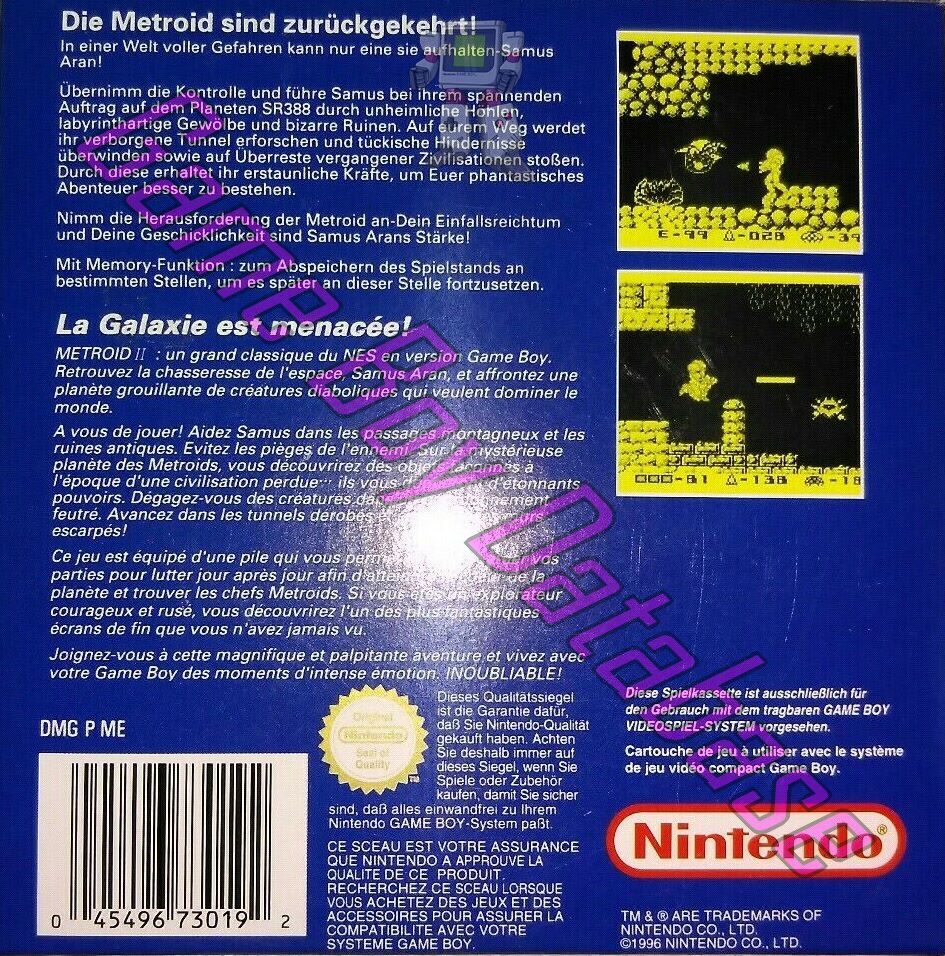 Die Metroid sind zurückgekehrt!
In einer Welt voller Gefahren kann nur eine sie aufhalten-Samus
Aran!
Übernimm die Kontrolle und führe Samus bei ihrem spannenden
Auftrag auf dem Planeten SR388 durch unheimliche Höhlen,
labyrinthartige Gewölbe und bizarre Ruinen. Auf eurem Weg werdet
ihr verborgene Tunnel erforschen und tückische Hindernisse
überwinden sowie auf Überreste vergangener Zivilisationen stoßen.
Durch diese erhaltet ihr erstaunliche Kräfte, um Euer phantastisches
Abenteuer besser zu bestehen.
Nimm die Herausforderung der Metroid an-Dein Einfallsreichtum
und Deine Geschicklichkeit sind Samus Arans Stärke!
Mit Memory-Funktion : zum Abspeichern des Spielstands an
bestimmten Stellen, um es später an dieser Stelle fortzusetzen.
La Galaxie est menacée!
METROID II : un grand classique du NES en version Game Boy.
Retrouvez la chasseresse de l'espace, Samus Aran, et affrontez une
planète grouillante de créatures diaboliques qui veulent dominer le
monde.
A vous de jouer! Aidez Samus dans les passages montagneux et les
ruines antiques. Evitez les pièges de l'ennemi. Sur la mystérieuse
planète des Metroids, vous découvrirez des objets à
l'époque d'une civilisation perdue... ils vous d'étonnants
pouvoirs. Dégagez-vous des créatures
feutré. Avancez dans les tunnels
escarpés!
Ce jeu est équipé d'une pile qui vous vos
parties pour lutter jour après jour afin de la
planète et trouver les chefs Metroids. Si vous êtes un explorateur
courageux et rusé, vous découvrirez l'un des plus fantastiques
écrans de fin que vous n'avez jamais vu.
Joignez-vous à cette magnifique et palpitante aventure et vivez avec
votre Game Boy des moments d'intense émotion. INOUBLIABLE!
E-99 028 39
000-81 138 18
DMG P ME
Original
Nintendo
Seal of
Quality
TM
Dieses Qualitätssiegel
ist die Garantie dafür,
daß Sie Nintendo-Qualität
gekauft haben. Achten
Sie deshalb immer auf
dieses Siegel, wenn Sie
Spiele oder Zubehör
kaufen, damit Sie sicher
sind, daß alles einwandfrei zu Ihrem
Nintendo GAME BOY-System paßt.
CE SCEAU EST VOTRE ASSURANCE
QUE NINTENDO A APPROUVE LA
QUALITE DE CE PRODUIT.
RECHERCHEZ CE SCEAU LORSQUE
VOUS ACHETEZ DES JEUX ET DES
ACCESSOIRES POUR ASSURER LA
COMPATIBILITE AVEC VOTRE
SYSTEME GAME BOY.
0 45496 73019 2
Diese Spielkassette ist ausschließlich für
den Gebrauch mit dem tragbaren GAME BOY
VIDEOSPIEL-SYSTEM vorgesehen.
Cartouche de jeu à utiliser avec le système
de jeu vidéo compact Game Boy.
Nintendo®
TM & ® ARE TRADEMARKS OF
NINTENDO CO., LTD.
©1996 NINTENDO CO., LTD.
Game Boy Database